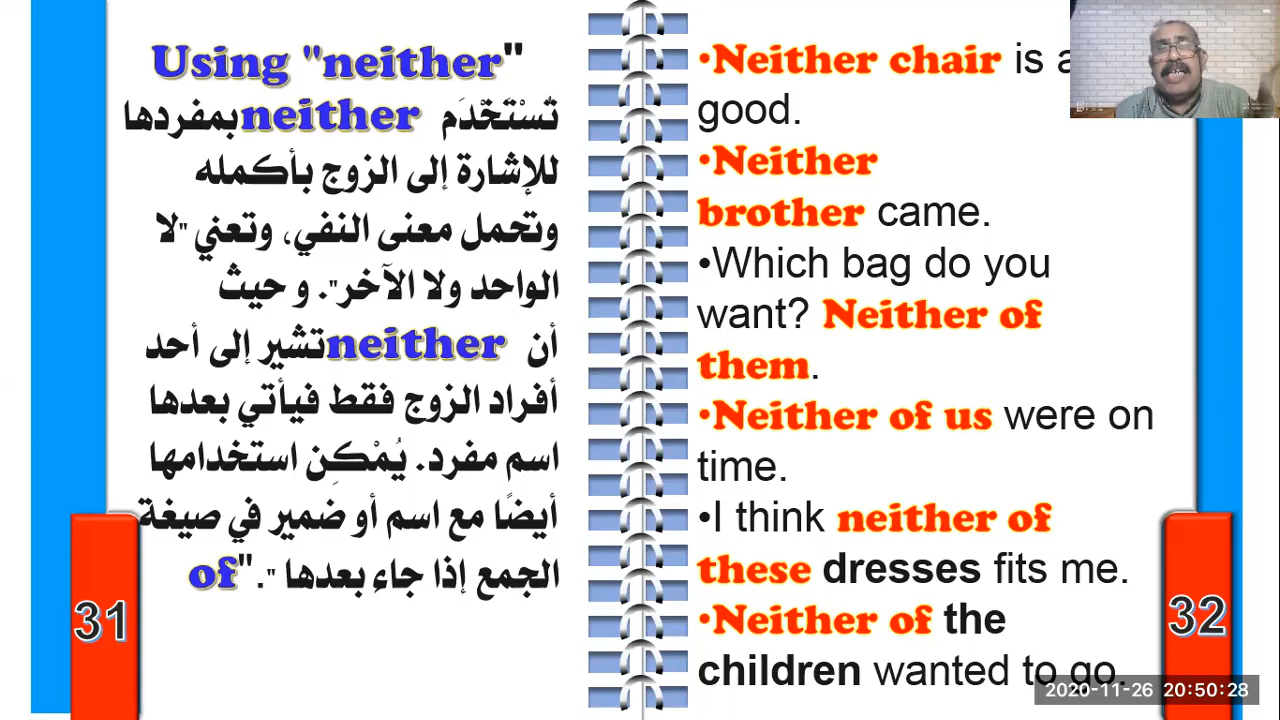 Using "neither"
تُسْتَخْدَم neither بمفردها
للإشارة إلى الزوج بأكمله
وتحمل معنى النفي، وتعني "لا
الواحد ولا الآخر". و حيث
أن neither تشير إلى أحد
أفراد الزوج فقط فيأتي بعدها
اسم مفرد. يُمْكِن استخدامها
أيضًا مع اسم أو ضمير في صيغة
الجمع إذا جاء بعدها "of".
31
•Neither chair is a
good.
•Neither
brother came.
•Which bag do you
want? Neither of
them.
•Neither of us were on
time.
•I think neither of
these dresses fits me.
•Neither of the
children wanted to go.
32
2020-11-26 20:50:28